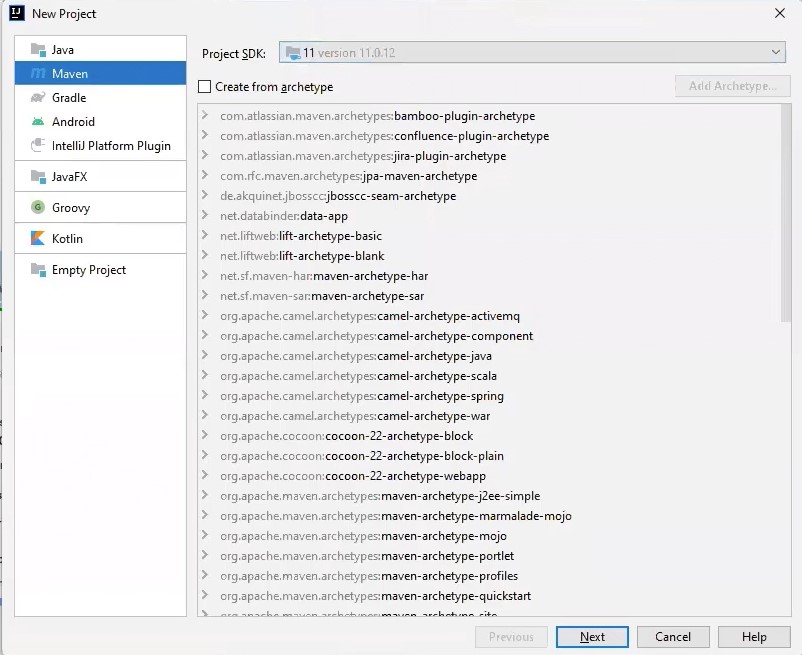 New Project
Java
Maven
Gradle
Android
IntelliJ Platform Plugin
JavaFX
Groovy
Kotlin
Empty Project
Project SDK: 11 version 11.0.12
Create from archetype
Add Archetype...
com.atlassian.maven.archetypes:bamboo-plugin-archetype
com.atlassian.maven.archetypes:confluence-plugin-archetype
com.atlassian.maven.archetypes:jira-plugin-archetype
com.rfc.maven.archetypes:jpa-maven-archetype
de.akquinet.jbosscc:jbosscc-seam-archetype
net.databinder:data-app
net.liftweb:lift-archetype-basic
net.liftweb:lift-archetype-blank
net.sf.maven-har:maven-archetype-har
net.sf.maven-sar:maven-archetype-sar
org.apache.camel.archetypes:camel-archetype-activemq
org.apache.camel.archetypes:camel-archetype-component
org.apache.camel.archetypes:camel-archetype-java
org.apache.camel.archetypes:camel-archetype-scala
org.apache.camel.archetypes:camel-archetype-spring
org.apache.camel.archetypes:camel-archetype-war
org.apache.cocoon:cocoon-22-archetype-block
org.apache.cocoon:cocoon-22-archetype-block-plain
org.apache.cocoon:cocoon-22-archetype-webapp
org.apache.maven.archetypes:maven-archetype-j2ee-simple
org.apache.maven.archetypes:maven-archetype-marmalade-mojo
org.apache.maven.archetypes:maven-archetype-mojo
org.apache.maven.archetypes:maven-archetype-portlet
org.apache.maven.archetypes:maven-archetype-profiles
org.apache.maven.archetypes:maven-archetype-quickstart
org.apache.maven.archetypes:maven-archetype-site
Previous
Next
Cancel
Help